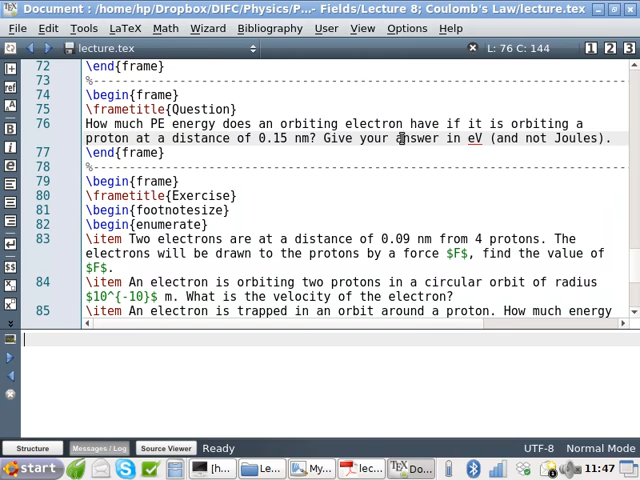 Document : /home/hp/Dropbox/DIFC/Physics/P...- Fields/Lecture 8; Coulomb's Law/lecture.tex
File Edit Tools LaTeX Math Wizard Bibliography User View Options Help
lecture.tex L: 76 C: 144 1 2 3
72 \end{frame}
73 %--------------------------------------------------------------------------
74 \begin{frame}
75 \frametitle{Question}
76 How much PE energy does an orbiting electron have if it is orbiting a
proton at a distance of 0.15 nm? Give your answer in eV (and not Joules).
77 \end{frame}
78 %--------------------------------------------------------------------------
79 \begin{frame}
80 \frametitle{Exercise}
81 \begin{footnotesize}
82 \begin{enumerate}
83 \item Two electrons are at a distance of 0.09 nm from 4 protons. The
electrons will be drawn to the protons by a force $F$, find the value of
$F$.
84 \item An electron is orbiting two protons in a circular orbit of radius
$10^{-10}$ m. What is the velocity of the electron?
85 \item An electron is trapped in an orbit around a proton. How much energy
Structure Messages / Log Source Viewer Ready UTF-8 Normal Mode
start [h... Le... My... lec... Do... 11:47